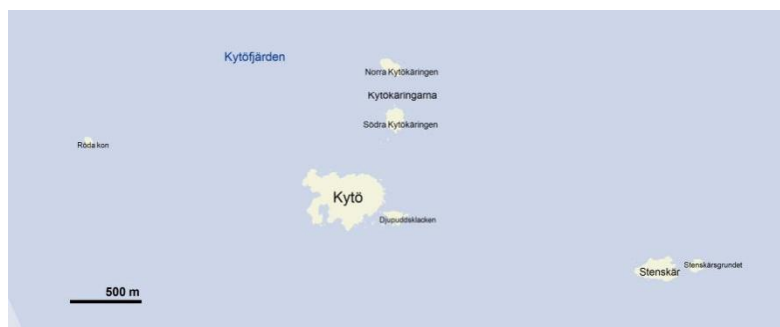 Kytöfjärden
Norra Kytökäringen
Kytökäringarna
Södra Kytökäringen
Röda kon
Kytö
Djupuddsklacken
Stenskär
Stenskärsgrundet
500 m